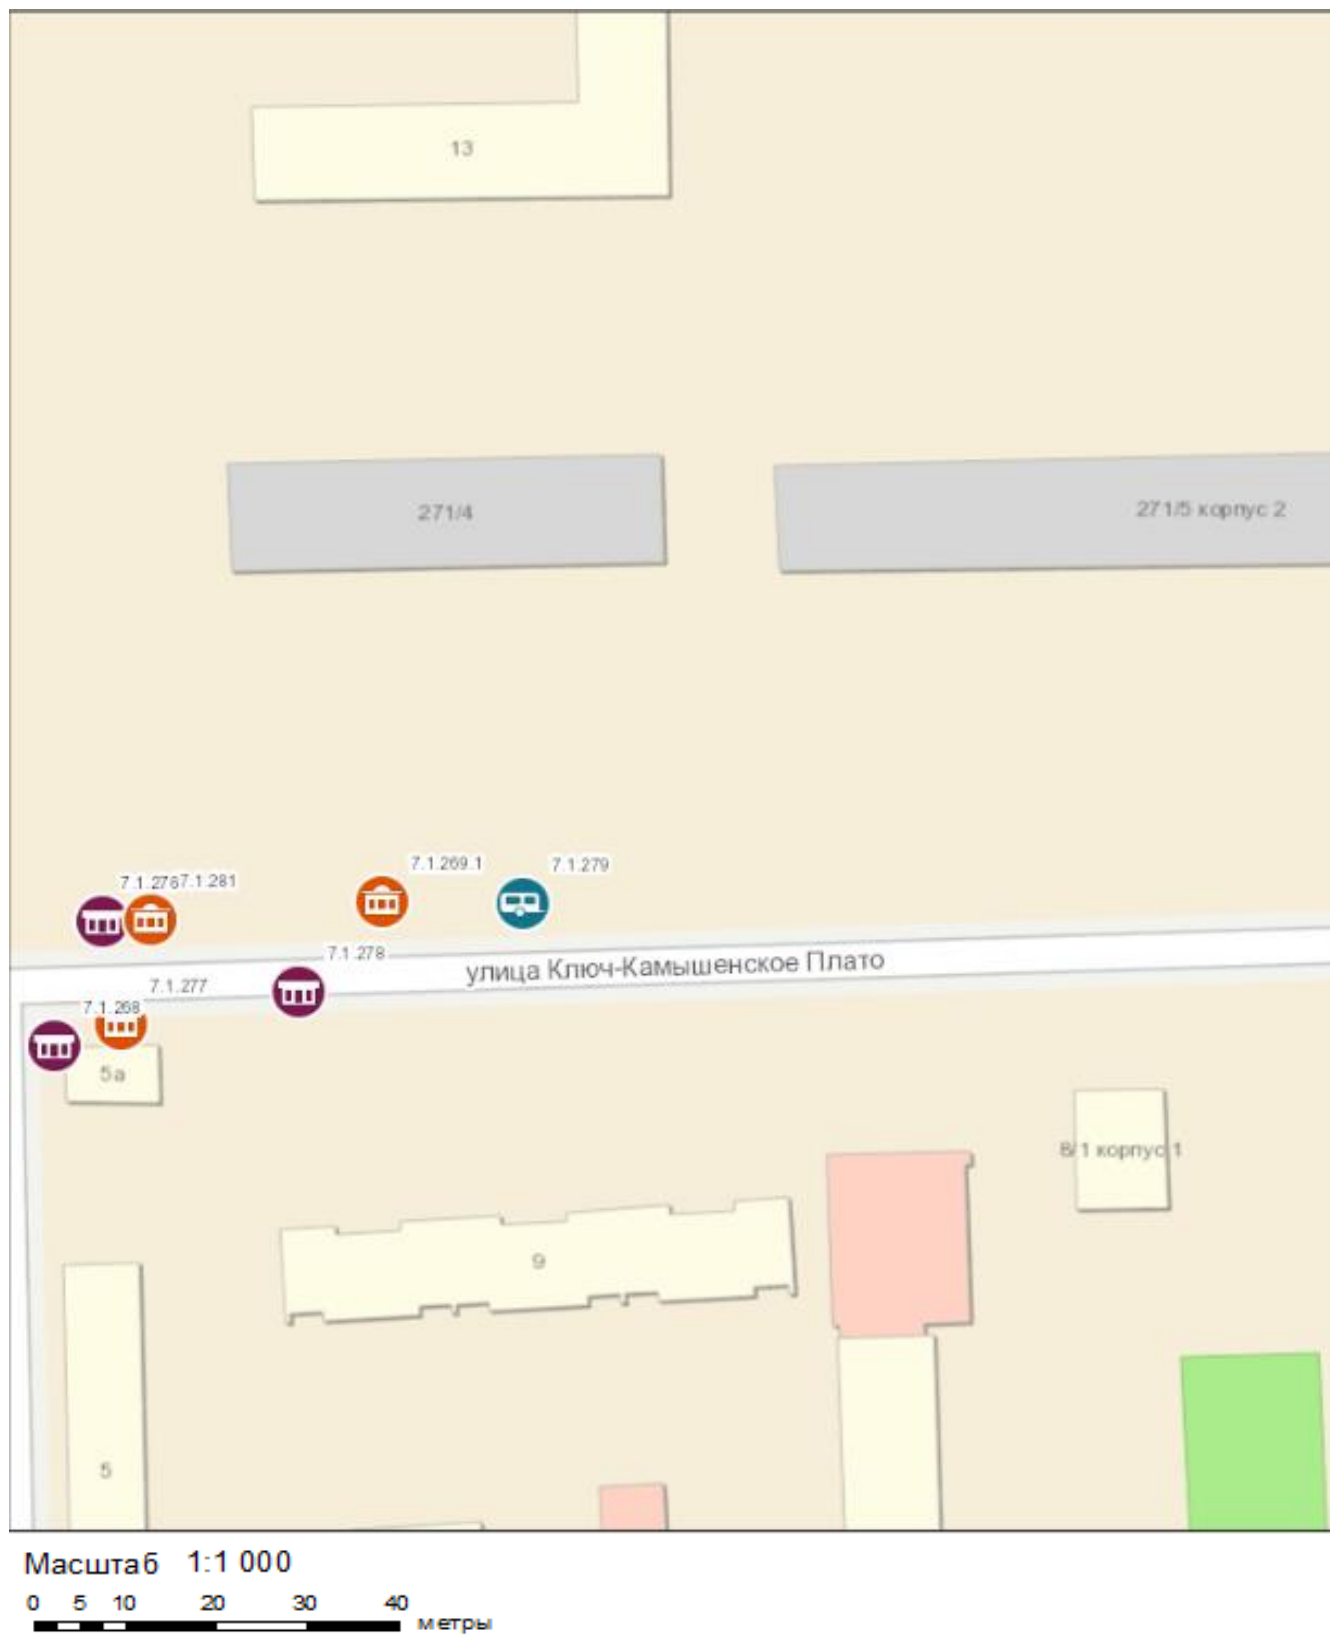 13
271/4
271/5 корпус 2
7.1.269.1
7.1.279
7.1.276
7.1.281
7.1.278
улица Ключ-Камышенское Плато
7.1.277
7.1.268
5а
8/1 корпус 1
9
5
Масштаб 1:1 000
0 5 10 20 30 40
метры